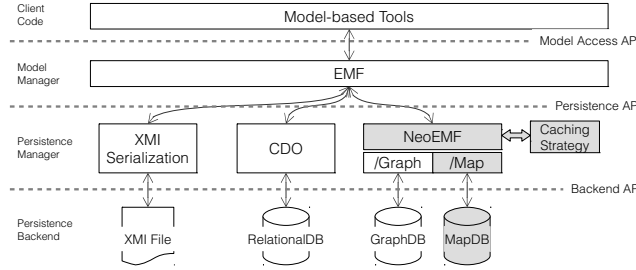 Client
Code
Model-based Tools
Model Access AP
Model
Manager
EMF
Persistence AP
Persistence
Manager
XMI
Serialization
CDO
NeoEMF
/Graph
/Map
Caching
Strategy
Backend AP
Persistence
Backend
XMI File
RelationalDB
GraphDB
MapDB